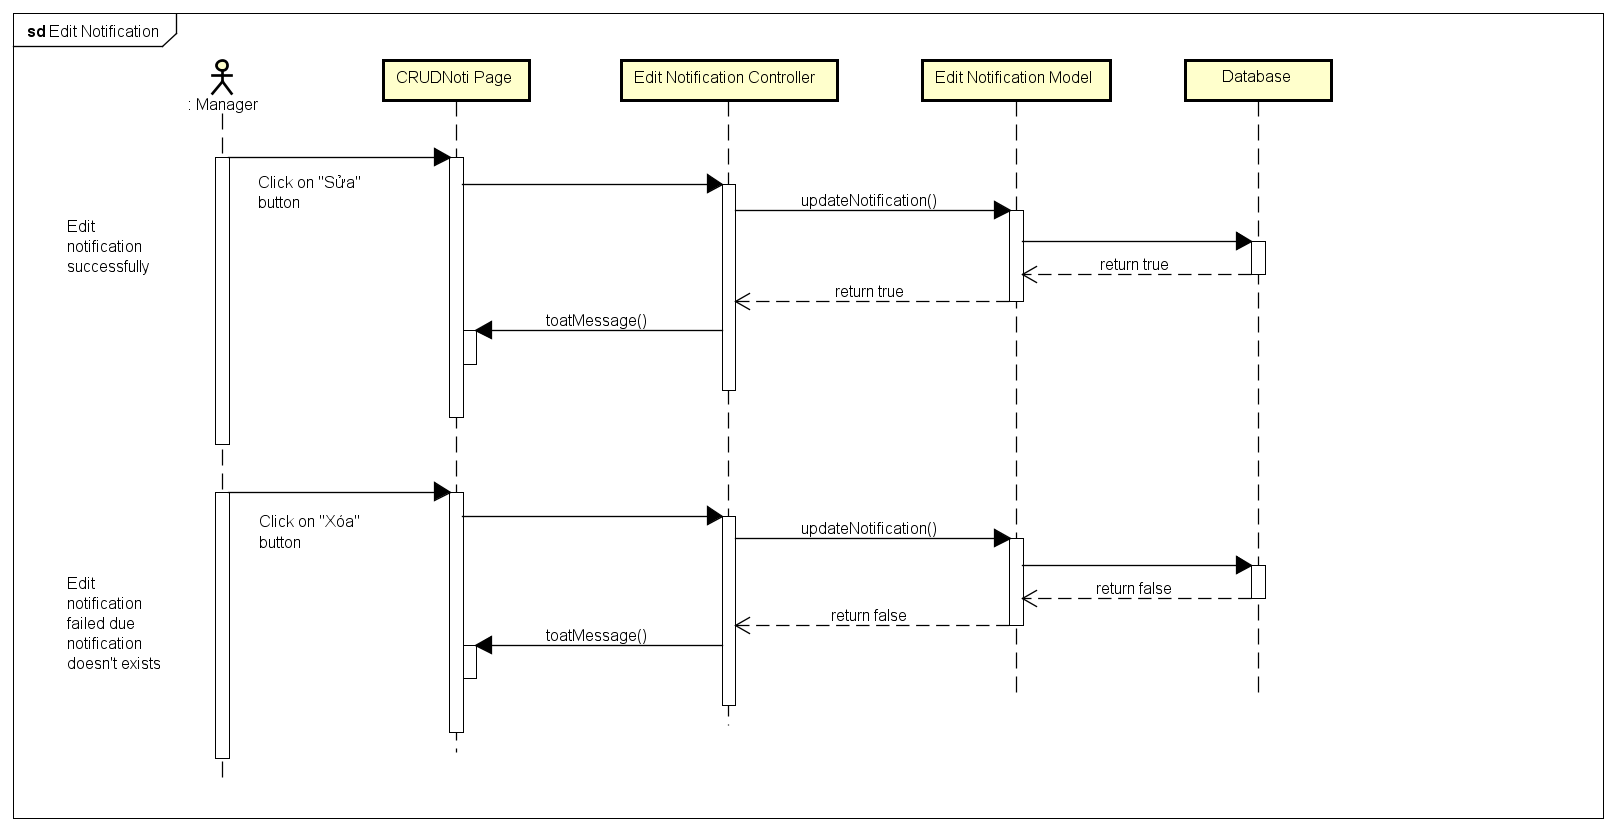 sd Edit Notification
: Manager
CRUDNoti Page
Edit Notification Controller
Edit Notification Model
Database
Click on "Sửa"
button
Edit
notification
successfully
updateNotification()
return true
return true
toatMessage()
Click on "Xóa"
button
Edit
notification
failed due
notification
doesn't exists
updateNotification()
return false
return false
toatMessage()